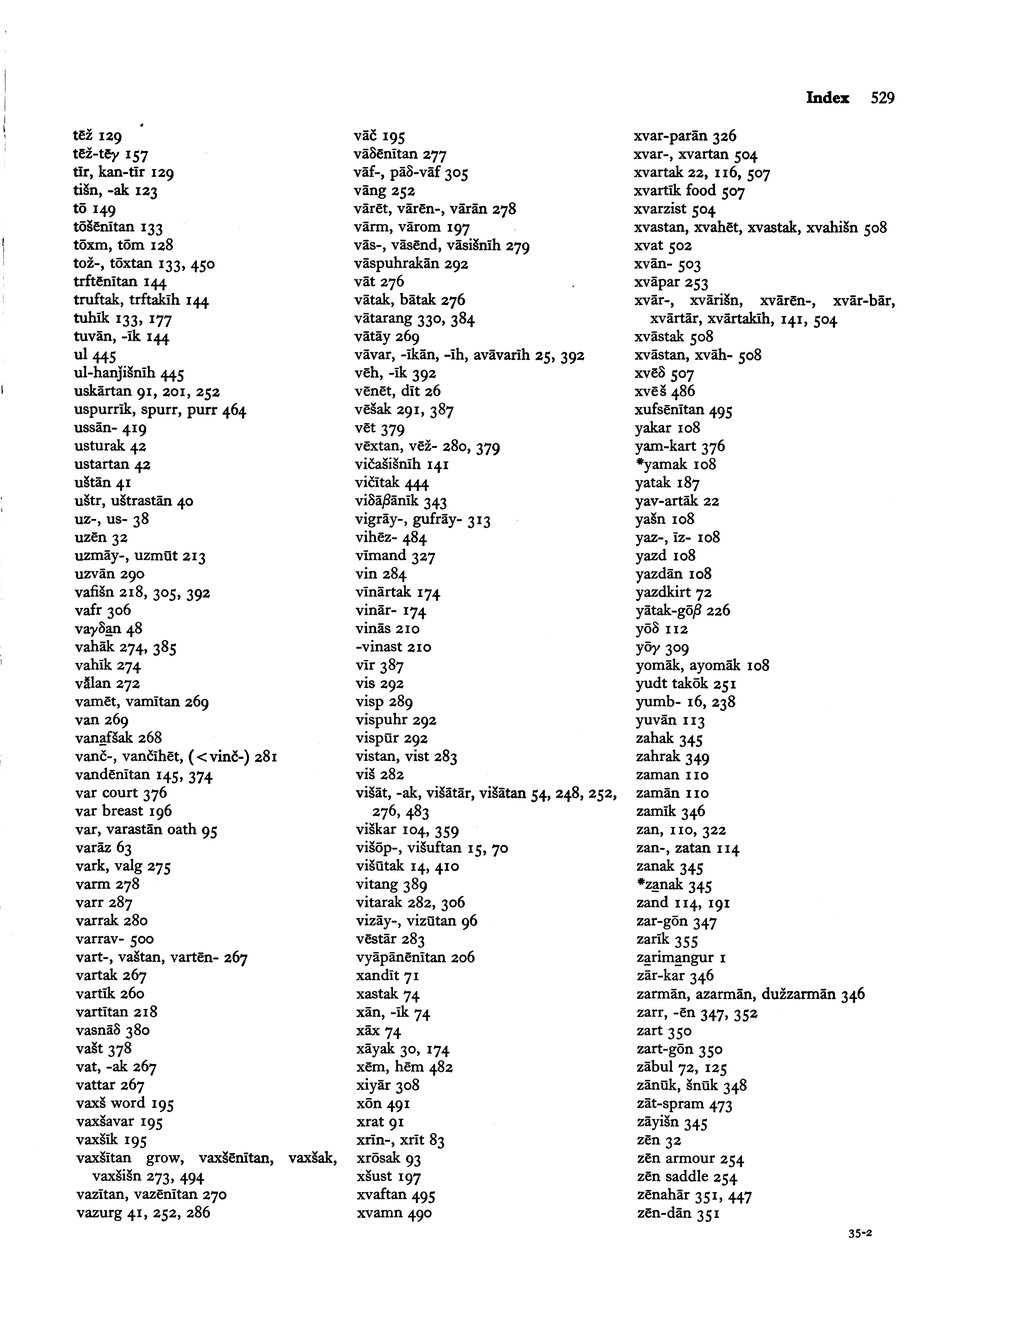 Index 529
tēž 129
tēž-tēγ 157
tīr, kan-tīr 129
tišn, -ak 123
tō 149
tōšēnītan 133
tōxm, tōm 128
tož-, tōxtan 133, 450
trftēnītan 144
truftak, trftakīh 144
tuhīk 133, 177
tuvān, -īk 144
ul 445
ul-hanǰišnīh 445
uskārtan 91, 201, 252
uspurrīk, spurr, purr 464
ussān- 419
usturak 42
ustartan 42
uštān 41
uštr, uštrastān 40
uz-, us- 38
uzēn 32
uzmāy-, uzmūt 213
uzvān 290
vafišn 218, 305, 392
vafr 306
vaγδa̱n 48
vahāk 274, 385
vahīk 274
vālan 272
vamēt, vamītan 269
van 269
vana̱fšak 268
vanč-, vančīhēt, (<vinč-) 281
vandēnītan 145, 374
var court 376
var breast 196
var, varastān oath 95
varāz 63
vark, valg 275
varm 278
varr 287
varrak 280
varrav- 500
vart-, vaštan, vartēn- 267
vartak 267
vartīk 260
vartītan 218
vasnāδ 380
vašt 378
vat, -ak 267
vattar 267
vaxš word 195
vaxšavar 195
vaxšīk 195
vaxšītan grow, vaxšēnītan, vaxšak,
vaxšišn 273, 494
vazītan, vazēnītan 270
vazurg 41, 252, 286
vāč 195
vāδēnītan 277
vāf-, pāδ-vāf 305
vāng 252
vārēt, vārēn-, vārān 278
vārm, vārom 197
vās-, vāsēnd, vāsišnīh 279
vāspuhrakān 292
vāt 276
vātak, bātak 276
vātarang 330, 384
vātāy 269
vāvar, -īkān, -īh, avāvarīh 25, 392
vēh, -īk 392
vēnēt, dīt 26
vēšak 291, 387
vēt 379
vēxtan, vēž- 280, 379
vičašišnīh 141
vičītak 444
viδāβānīk 343
vigrāy-, gufrāy- 313
vihēz- 484
vīmand 327
vin 284
vīnārtak 174
vinār- 174
vinās 210
-vinast 210
vīr 387
vis 292
visp 289
vispuhr 292
vispūr 292
vistan, vist 283
viš 282
višāt, -ak, višātār, višātan 54, 248, 252,
276, 483
viškar 104, 359
višōp-, višuftan 15, 70
višūtak 14, 410
vitang 389
vitarak 282, 306
vizāy-, vizūtan 96
vēstār 283
vyāpānēnītan 206
xandīt 71
xastak 74
xān, -īk 74
xāx 74
xāyak 30, 174
xēm, hēm 482
xiyār 308
xōn 491
xrat 91
xrīn-, xrīt 83
xrōsak 93
xšust 197
xvaftan 495
xvamn 490
xvar-parān 326
xvar-, xvartan 504
xvartak 22, 116, 507
xvartīk food 507
xvarzist 504
xvastan, xvahēt, xvastak, xvahišn 508
xvat 502
xvān- 503
xvāpar 253
xvār-, xvārišn, xvārēn-, xvār-bār,
xvārtār, xvārtakīh, 141, 504
xvāstak 508
xvāstan, xvāh- 508
xvēδ 507
xvēš 486
xufsēnītan 495
yakar 108
yam-kart 376
*yamak 108
yatak 187
yav-artāk 22
yašn 108
yaz-, īz- 108
yazd 108
yazdān 108
yazdkirt 72
yātak-gōβ 226
yōδ 112
yōγ 309
yomāk, ayomāk 108
yudt takōk 251
yumb- 16, 238
yuvān 113
zahak 345
zahrak 349
zaman 110
zamān 110
zamīk 346
zan, 110, 322
zan-, zatan 114
zanak 345
*za̱nak 345
zand 114, 191
zar-gōn 347
zarīk 355
za̱rima̱ngur 1
zār-kar 346
zarmān, azarmān, dužzarmān 346
zarr, -ēn 347, 352
zart 350
zart-gōn 350
zābul 72, 125
zānūk, šnūk 348
zāt-spram 473
zāyišn 345
zēn 32
zēn armour 254
zēn saddle 254
zēnahār 351, 447
zēn-dān 351
35-2